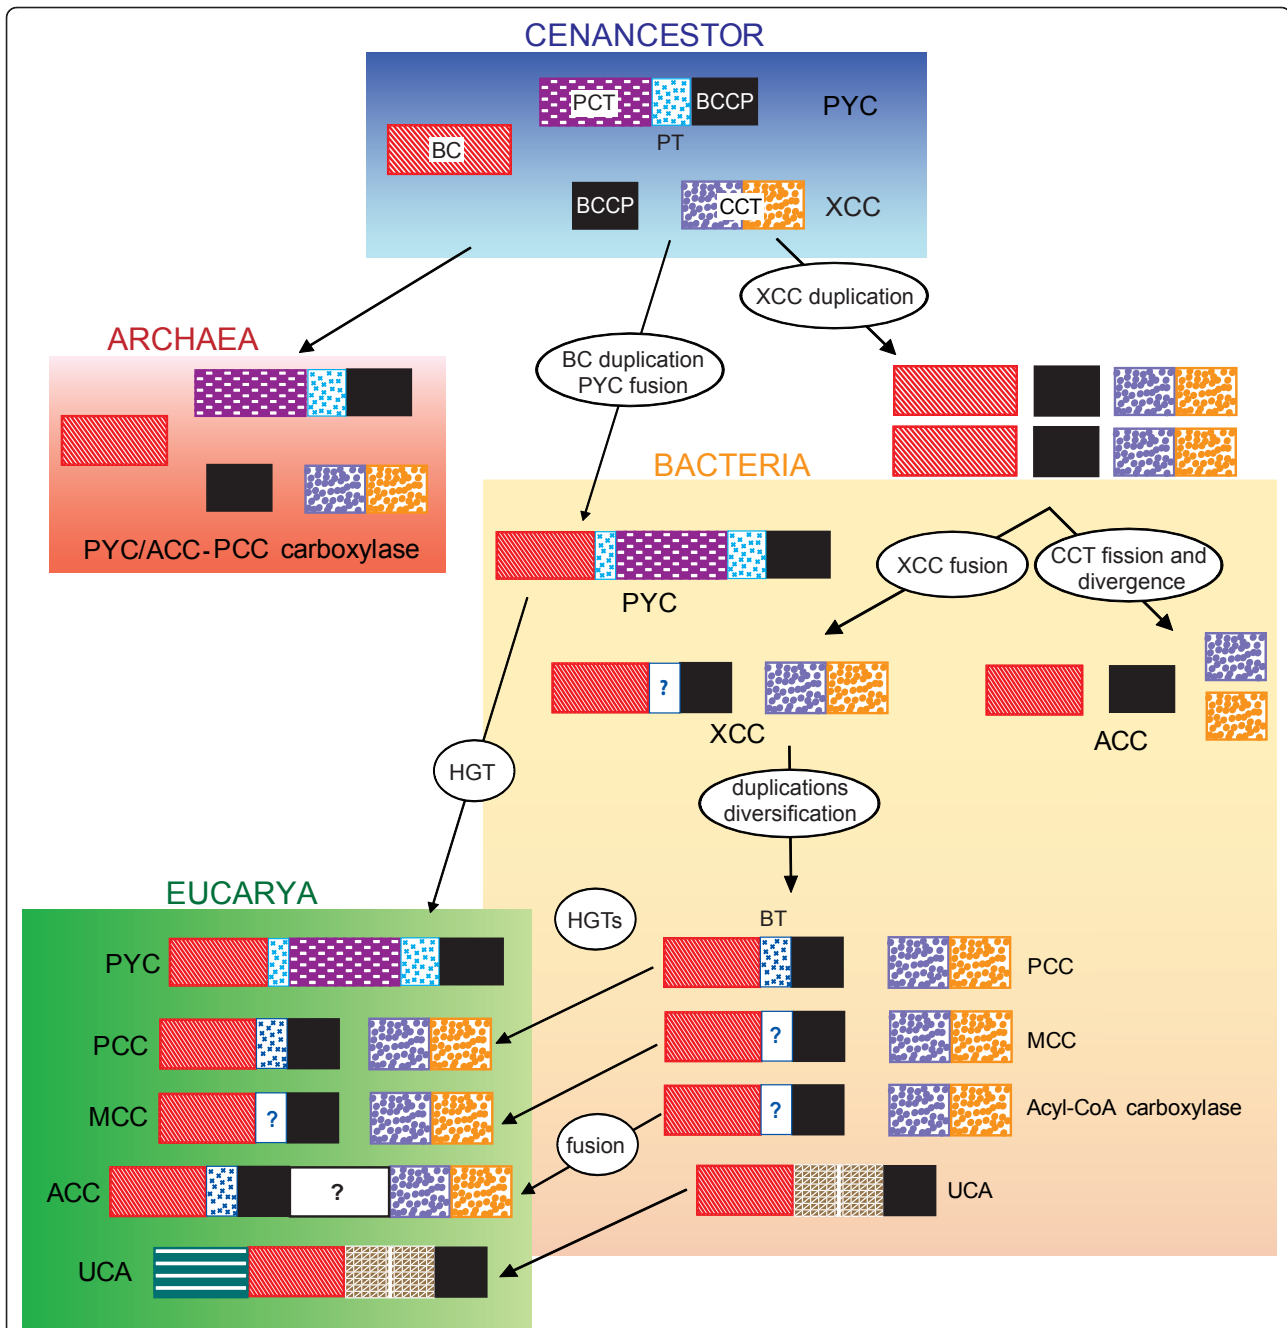 CENANCESTOR
PCT
BCCP
PYC
PT
BC
BCCP
CCT
XCC
XCC duplication
ARCHAEA
BC duplication
PYC fusion
PYC/ACC-PCC carboxylase
BACTERIA
XCC fusion
CCT fission and
divergence
PYC
?
XCC
ACC
HGT
duplications
diversification
EUCARYA
HGTs
BT
PYC
PCC
PCC
?
MCC
MCC
?
?
Acyl-CoA carboxylase
fusion
ACC
?
UCA
UCA